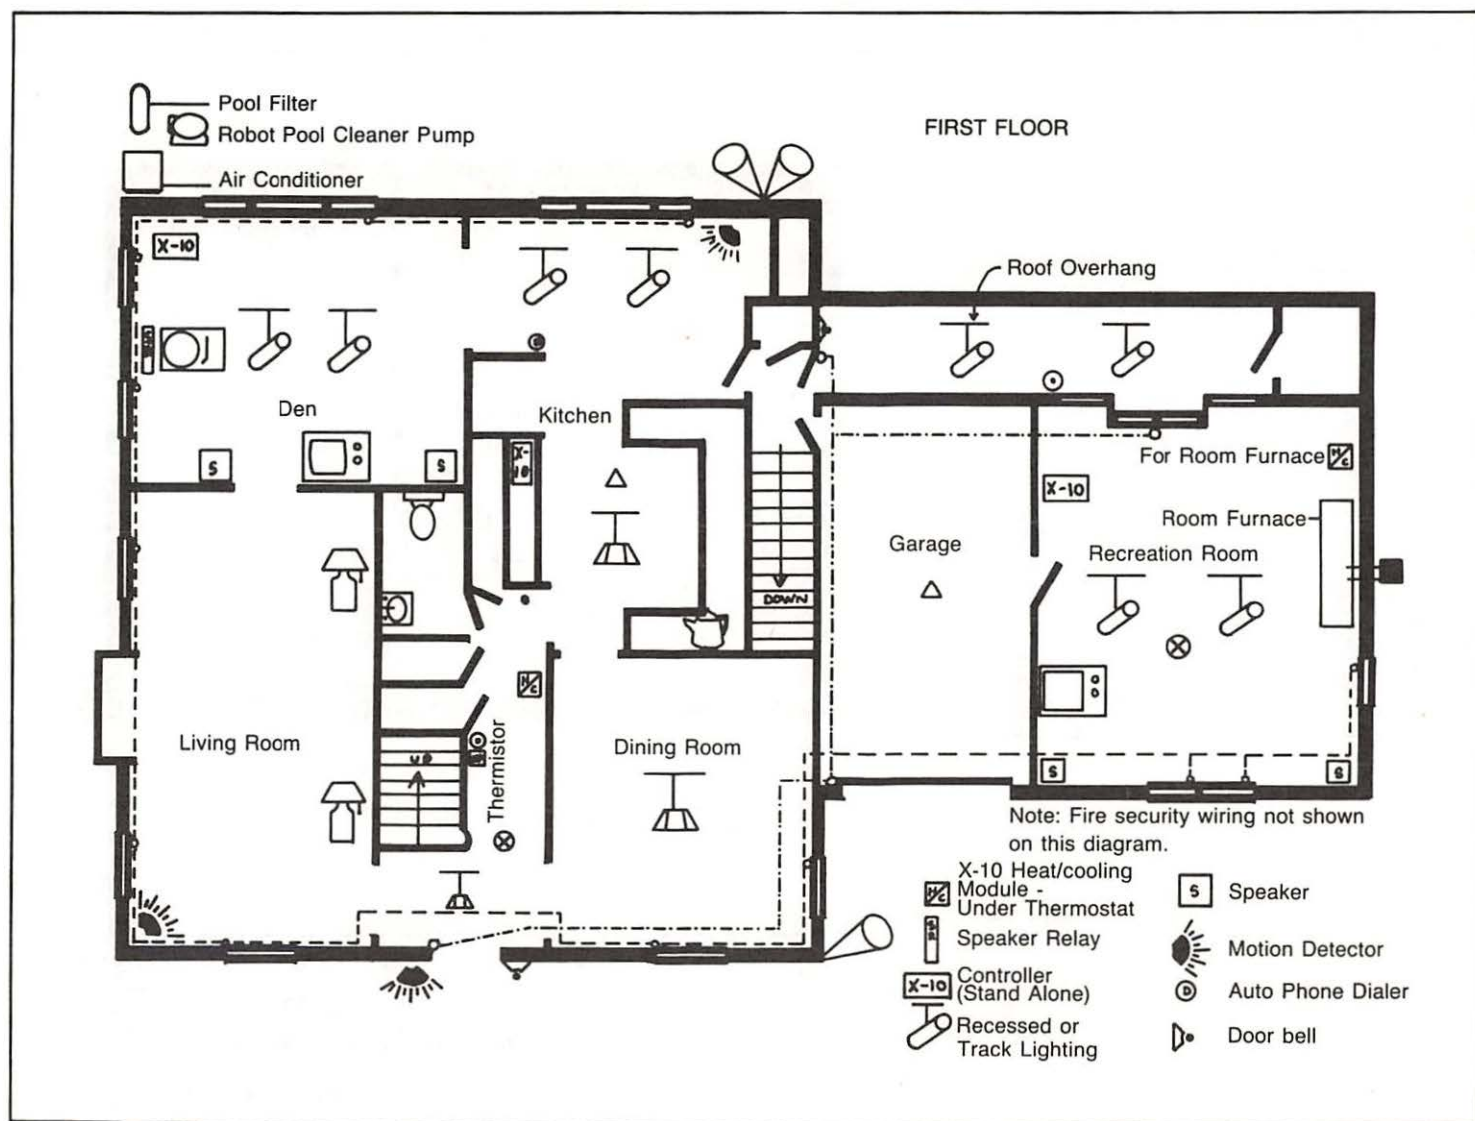 Pool Filter
Robot Pool Cleaner Pump
Air Conditioner
FIRST FLOOR
Roof Overhang
X-10
D
Den
Kitchen
S
S
X-
10
For Room Furnace
H/C
X-10
Room Furnace
Garage
Recreation Room
DOWN
H/C
Living Room
UP
Thermistor
Dining Room
S
S
Note: Fire security wiring not shown
on this diagram.
X-10 Heat/cooling
H/C
Module -
Under Thermostat
S
Speaker
Speaker Relay
Motion Detector
X-10
Controller
(Stand Alone)
D
Auto Phone Dialer
Recessed or
Track Lighting
Door bell